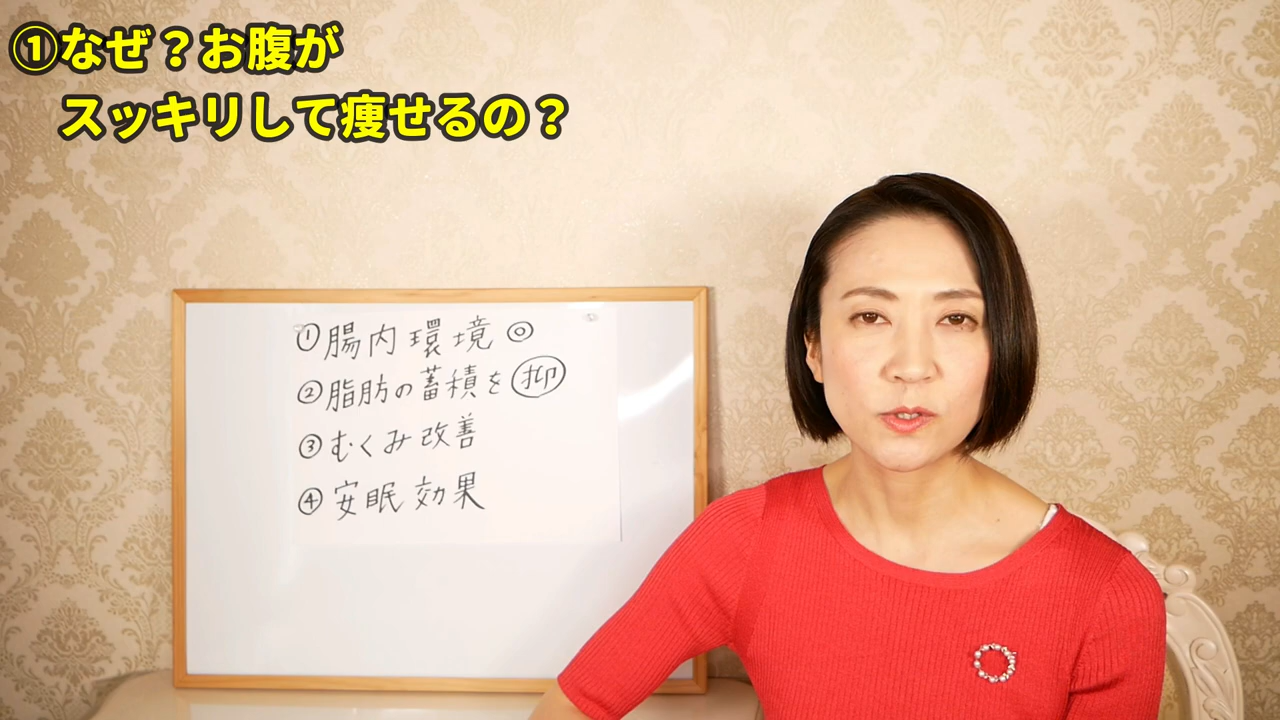 ①なぜ？お腹が
スッキリして痩せるの？
①腸内環境◎
②脂肪の蓄積を㊥抑
③むくみ改善
④安眠効果